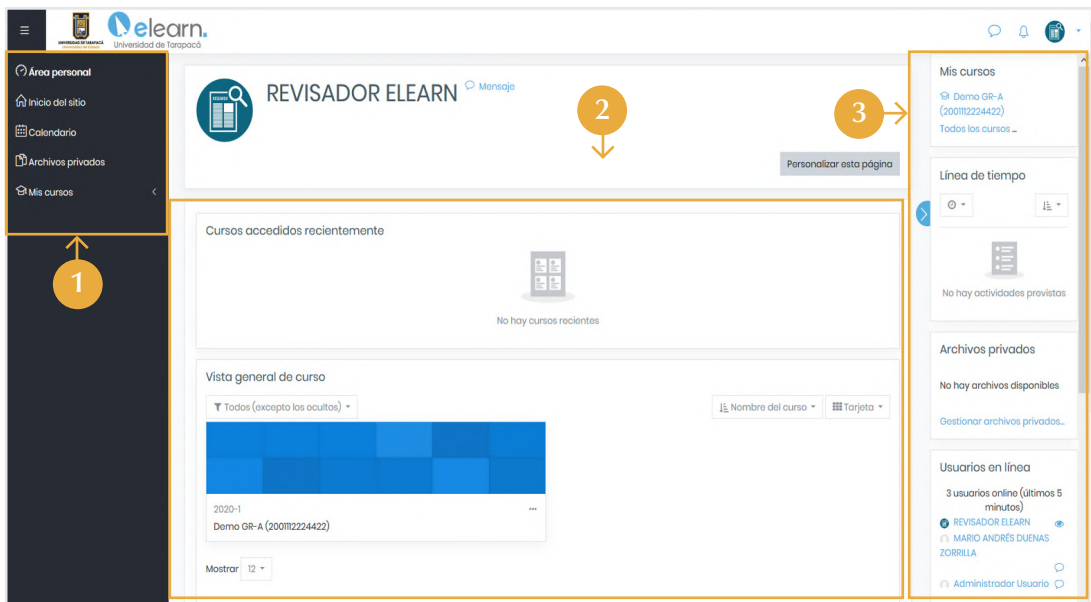 elearn.
Universidad de Tarapacá
UNIVERSIDAD DE TARAPACÁ
Área personal
Inicio del sitio
Calendario
Archivos privados
Mis cursos
1
REVISADOR ELEARN
Mensaje
2
Personalizar esta página
Cursos accedidos recientemente
No hay cursos recientes
Vista general de curso
Todos (excepto los ocultos)
Nombre del curso
Tarjeta
2020-1
Demo GR-A (2001112224422)
Mostrar 12
3
Mis cursos
Demo GR-A
(2001112224422)
Todos los cursos ...
Línea de tiempo
No hay actividades previstas
Archivos privados
No hay archivos disponibles
Gestionar archivos privados...
Usuarios en línea
3 usuarios online (últimos 5
minutos)
REVISADOR ELEARN
MARIO ANDRÉS DUENAS
ZORRILLA
Administrador Usuario